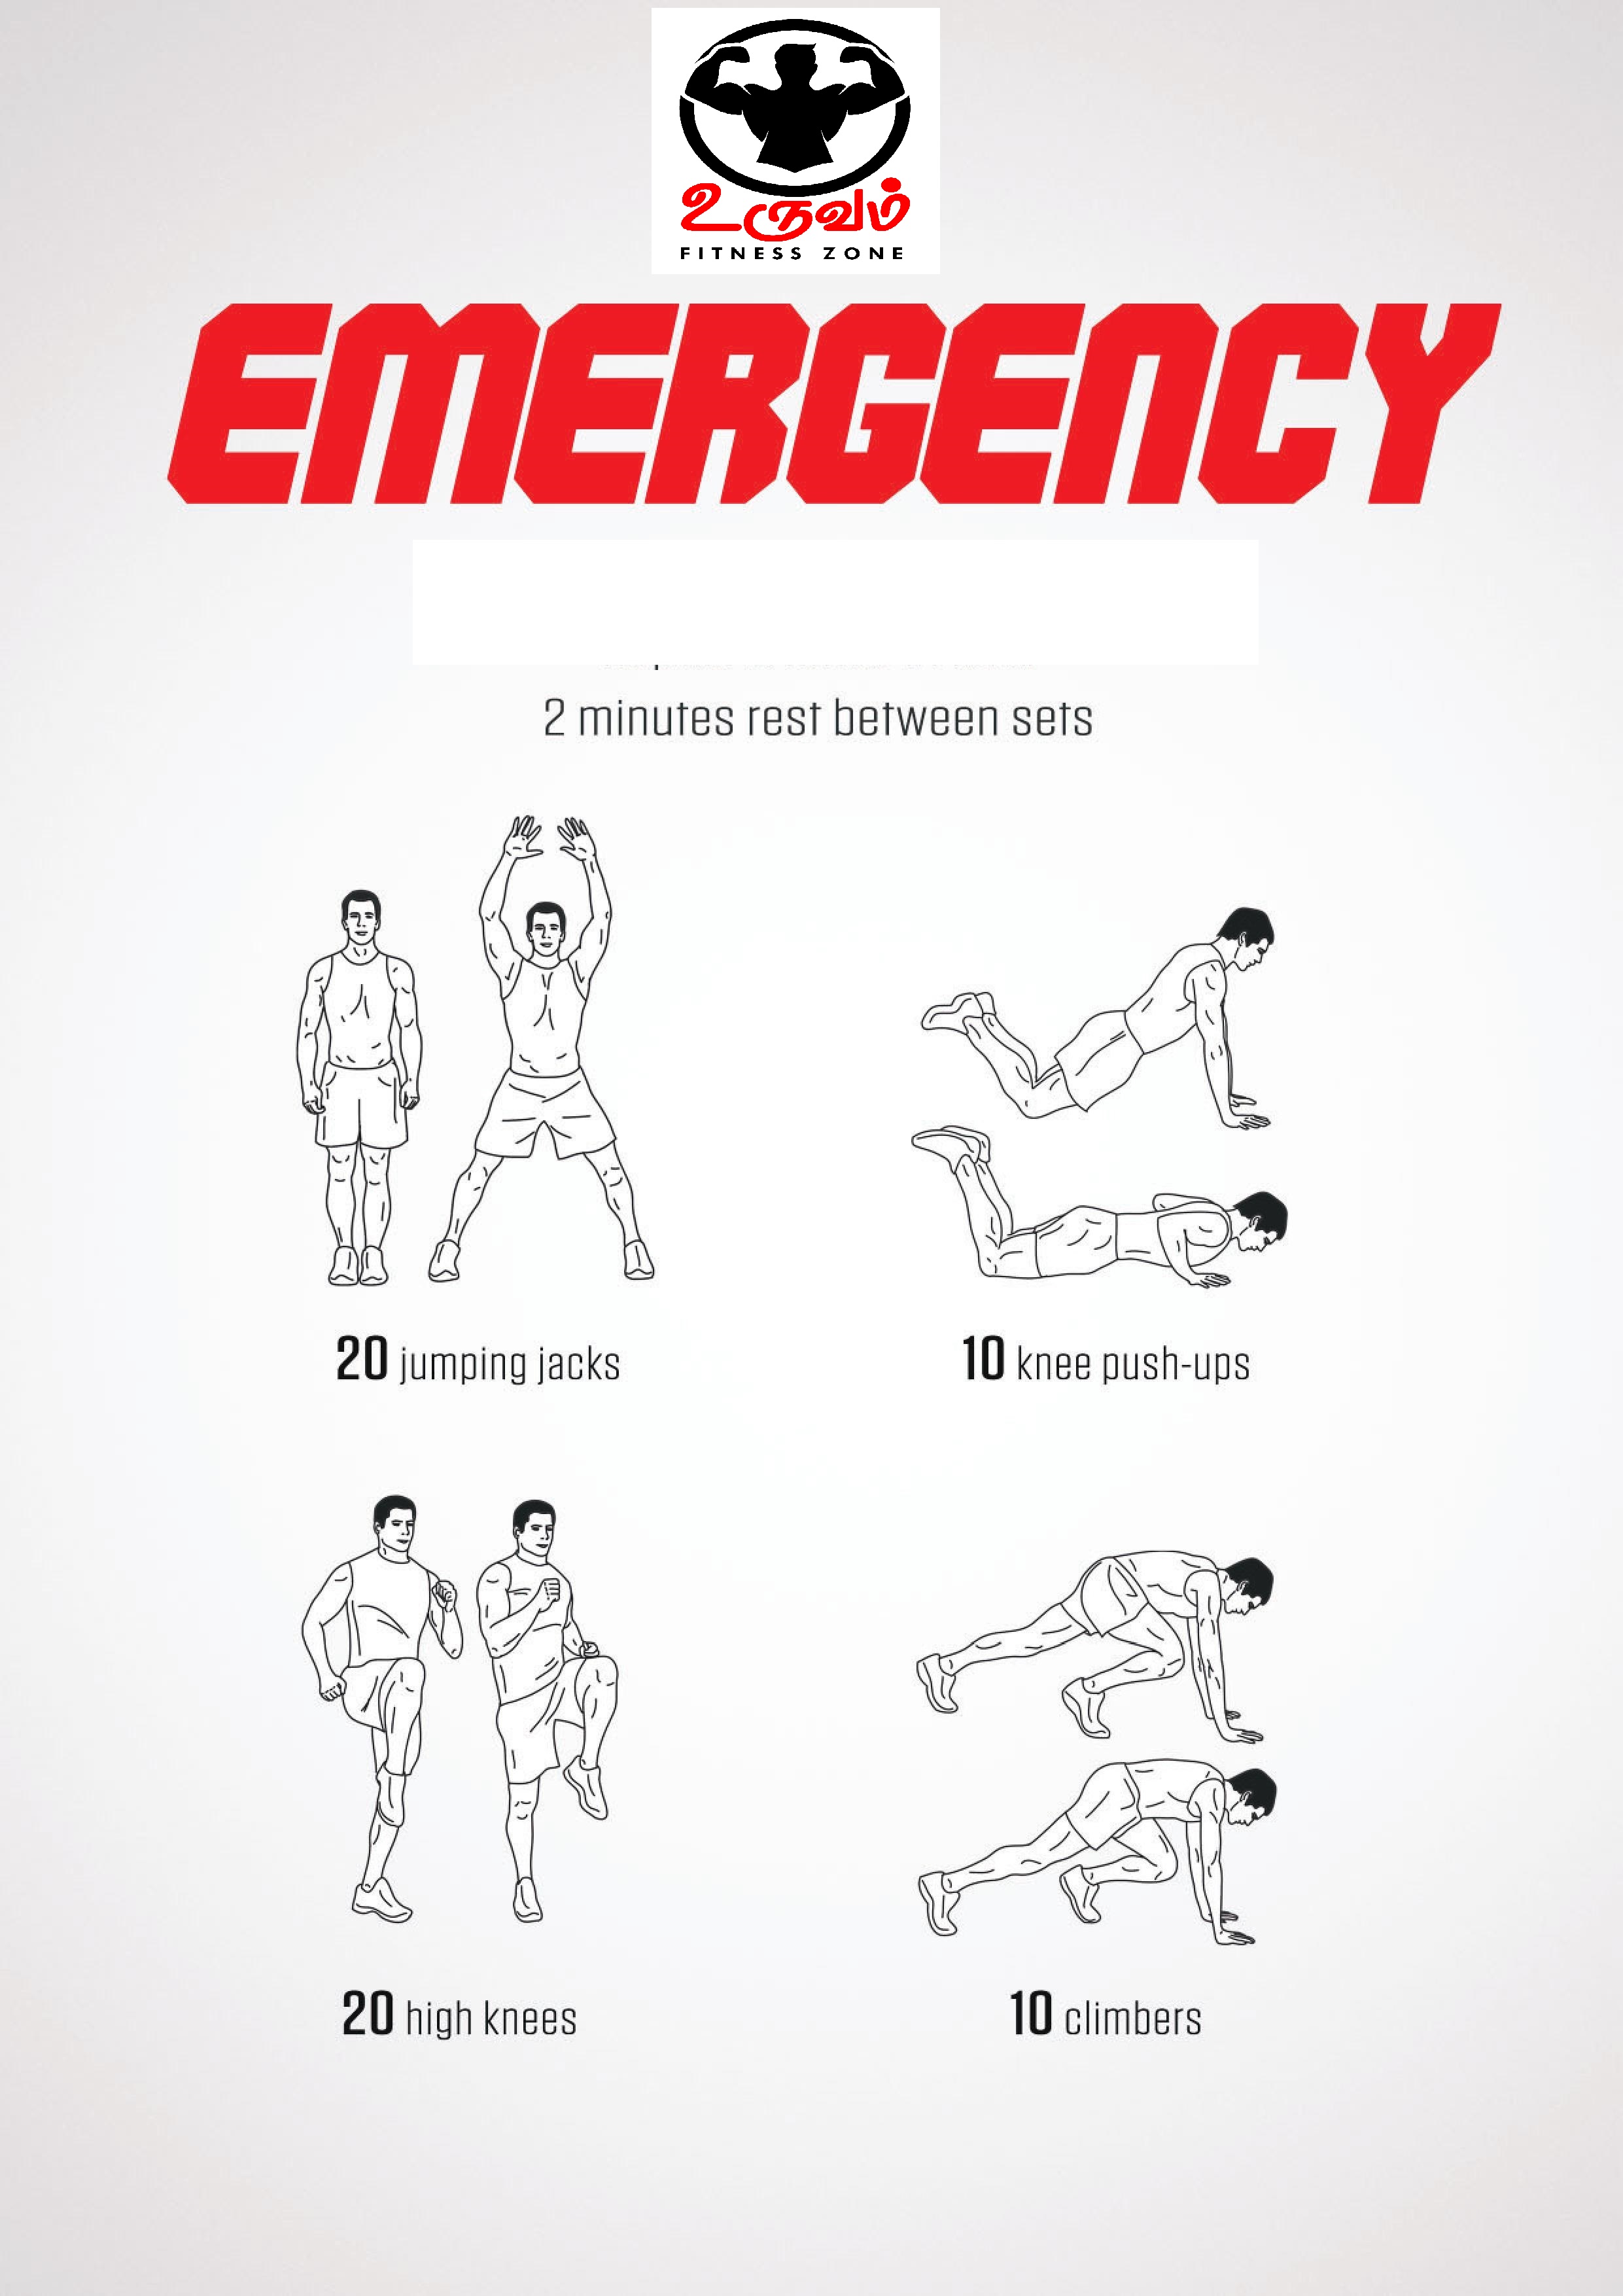 உருவம்
FITNESS ZONE
EMERGENCY
2 minutes rest between sets
20 jumping jacks
10 knee push-ups
20 high knees
10 climbers